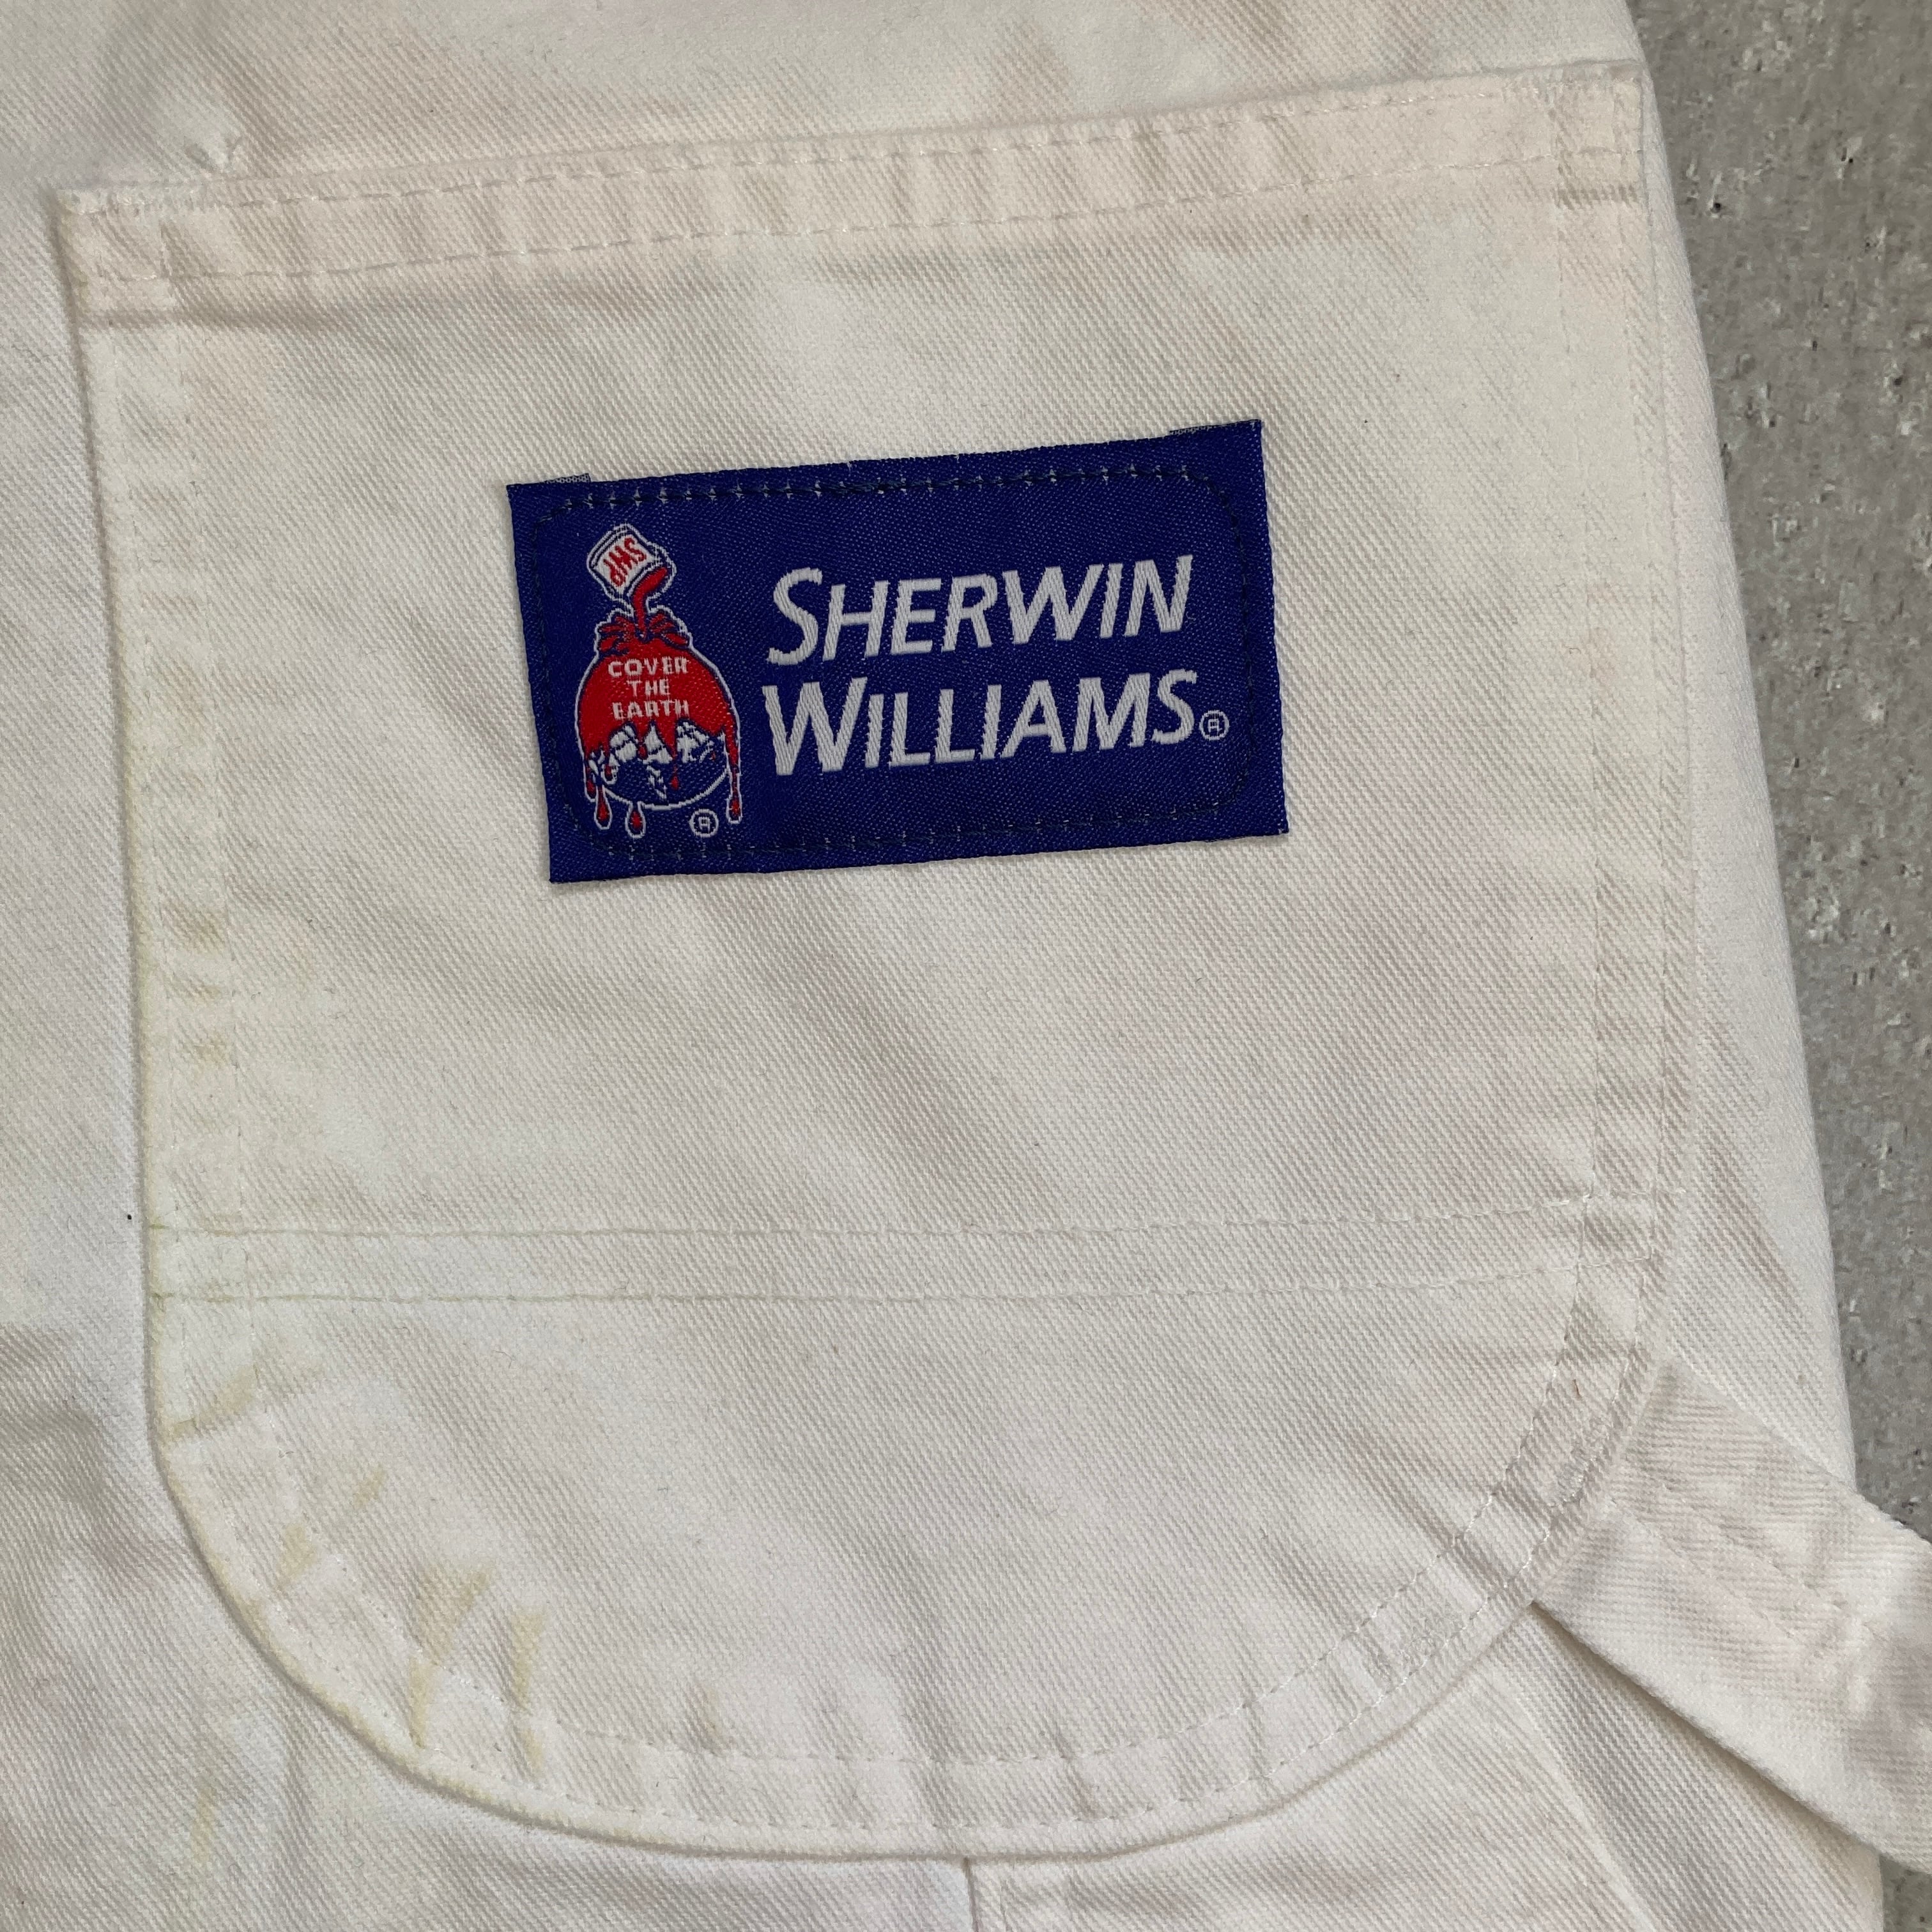 SWP
COVER
THE
EARTH
®
SHERWIN
WILLIAMS®